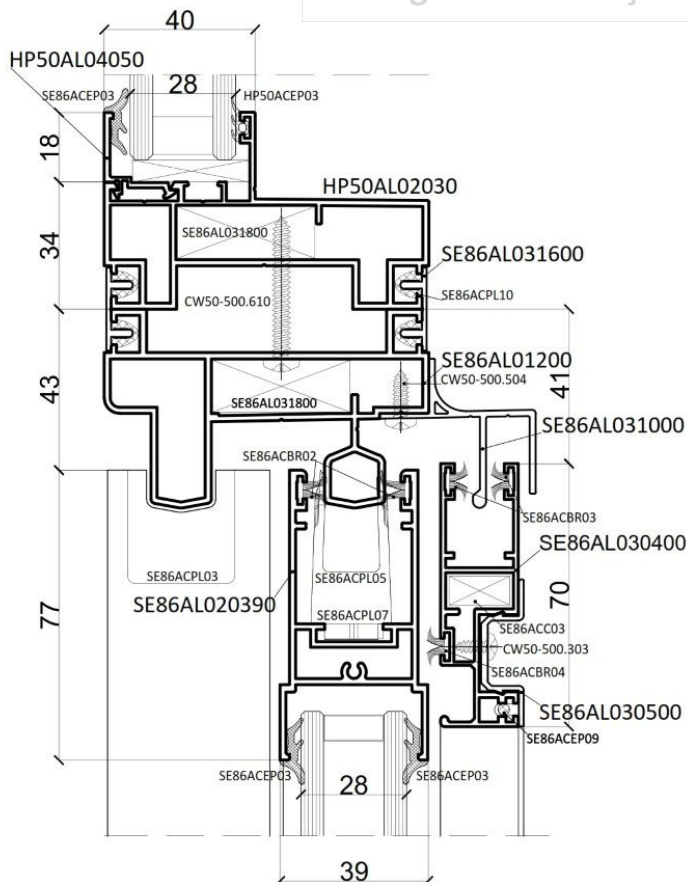 40
HP50AL04050
28
SE86ACEP03
HP50ACEP03
18
HP50AL02030
34
SE86AL031800
SE86AL031600
SE86ACPL10
CW50-500.610
43
SE86AL01200
CW50-500.504
41
SE86AL031800
SE86AL031000
SE86ACBR02
SE86ACBR03
SE86AL030400
SE86ACPL03
SE86ACPL05
SE86AL020390
SE86ACPL07
77
70
SE86ACC03
CW50-500.303
SE86ACBR04
SE86AL030500
SE86ACEP09
SE86ACEP03
28
SE86ACEP03
39